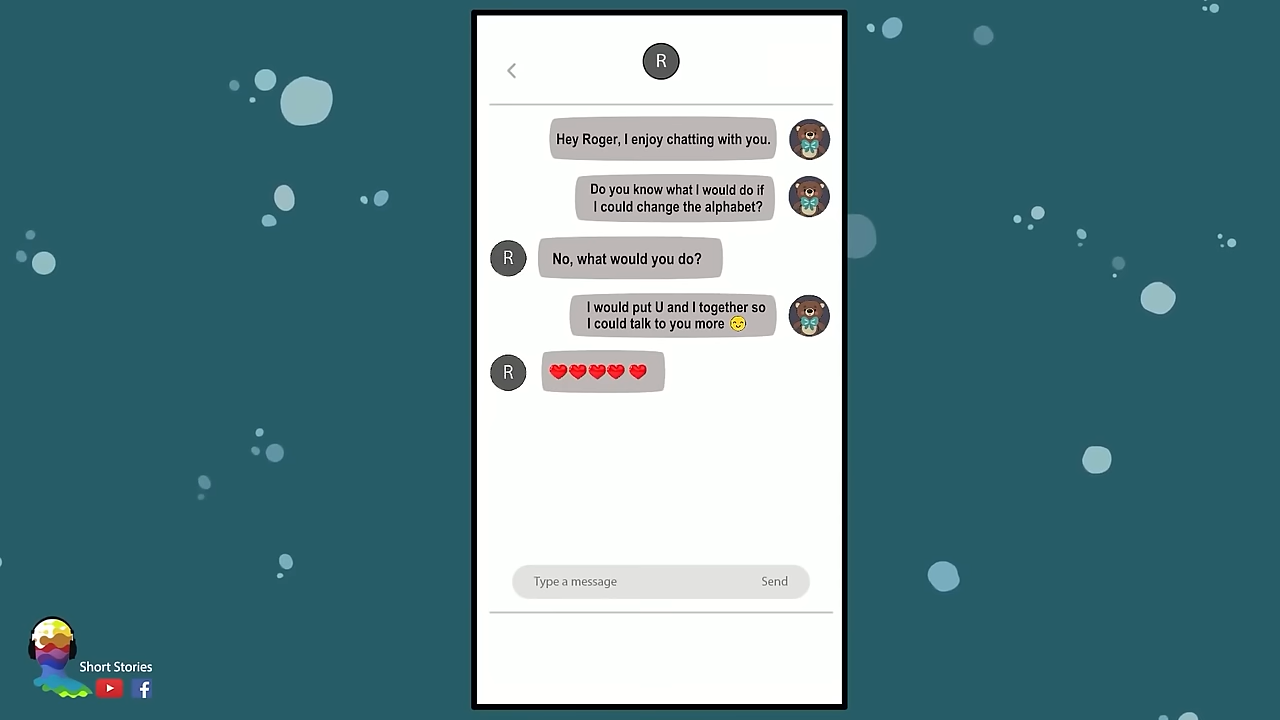 R
Hey Roger, I enjoy chatting with you.
Do you know what I would do if
I could change the alphabet?
R
No, what would you do?
I would put U and I together so
I could talk to you more 😊
R
❤❤❤❤ ❤
Type a message
Send
Short Stories
f